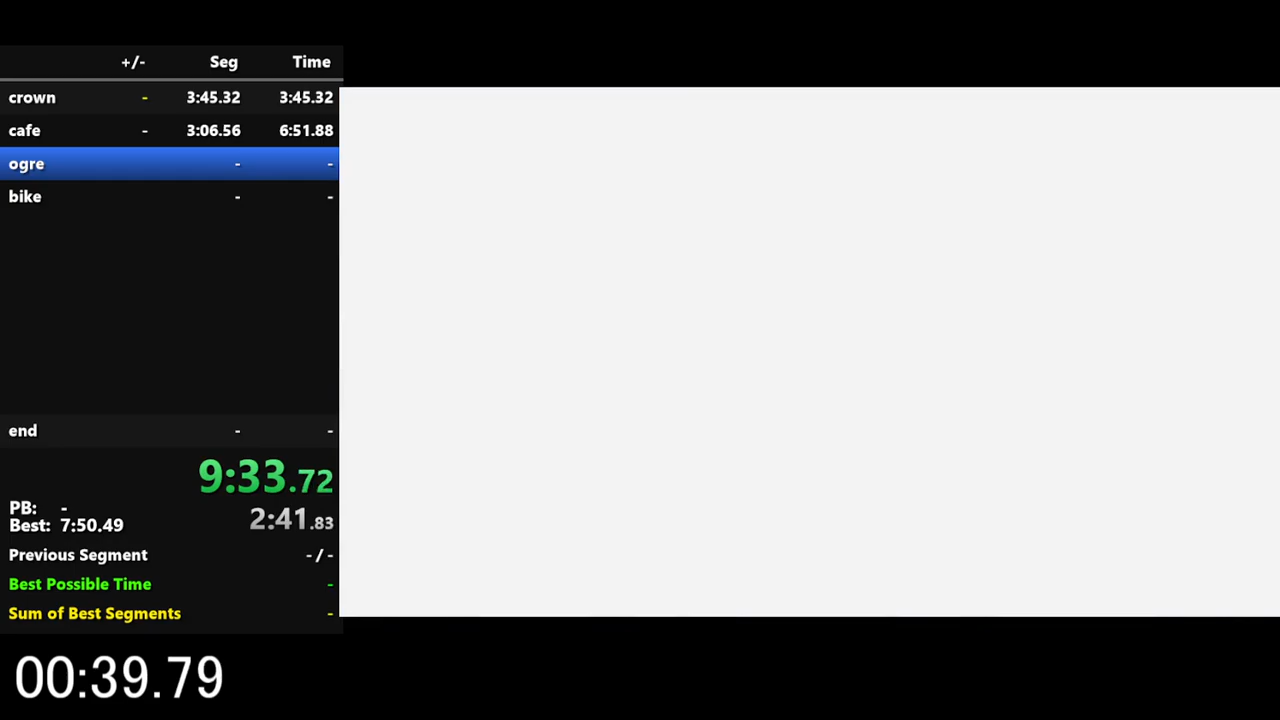 +/- Seg Time
crown - 3:45.32 3:45.32
cafe - 3:06.56 6:51.88
ogre - -
bike - -
end - -
9:33.72
PB: -
2:41.83
Best: 7:50.49
Previous Segment - / -
Best Possible Time -
Sum of Best Segments -
00:39.79